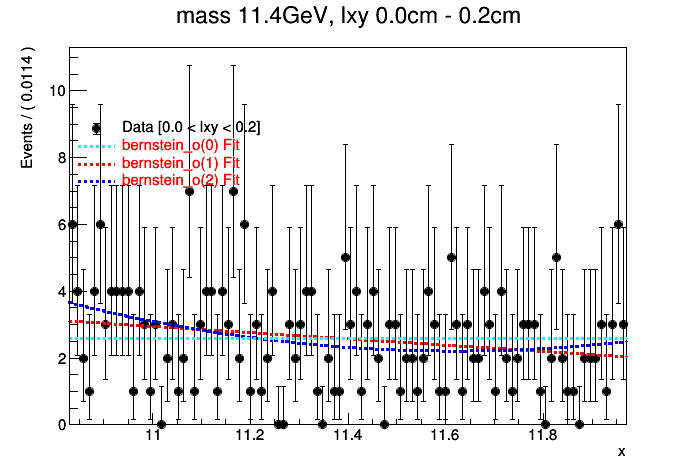 mass 11.4GeV, lxy 0.0cm - 0.2cm
Events / ( 0.0114 )
10
8
6
4
2
0
Data [0.0 < lxy < 0.2]
bernstein_o(0) Fit
bernstein_o(1) Fit
bernstein_o(2) Fit
11 11.2 11.4 11.6 11.8
x